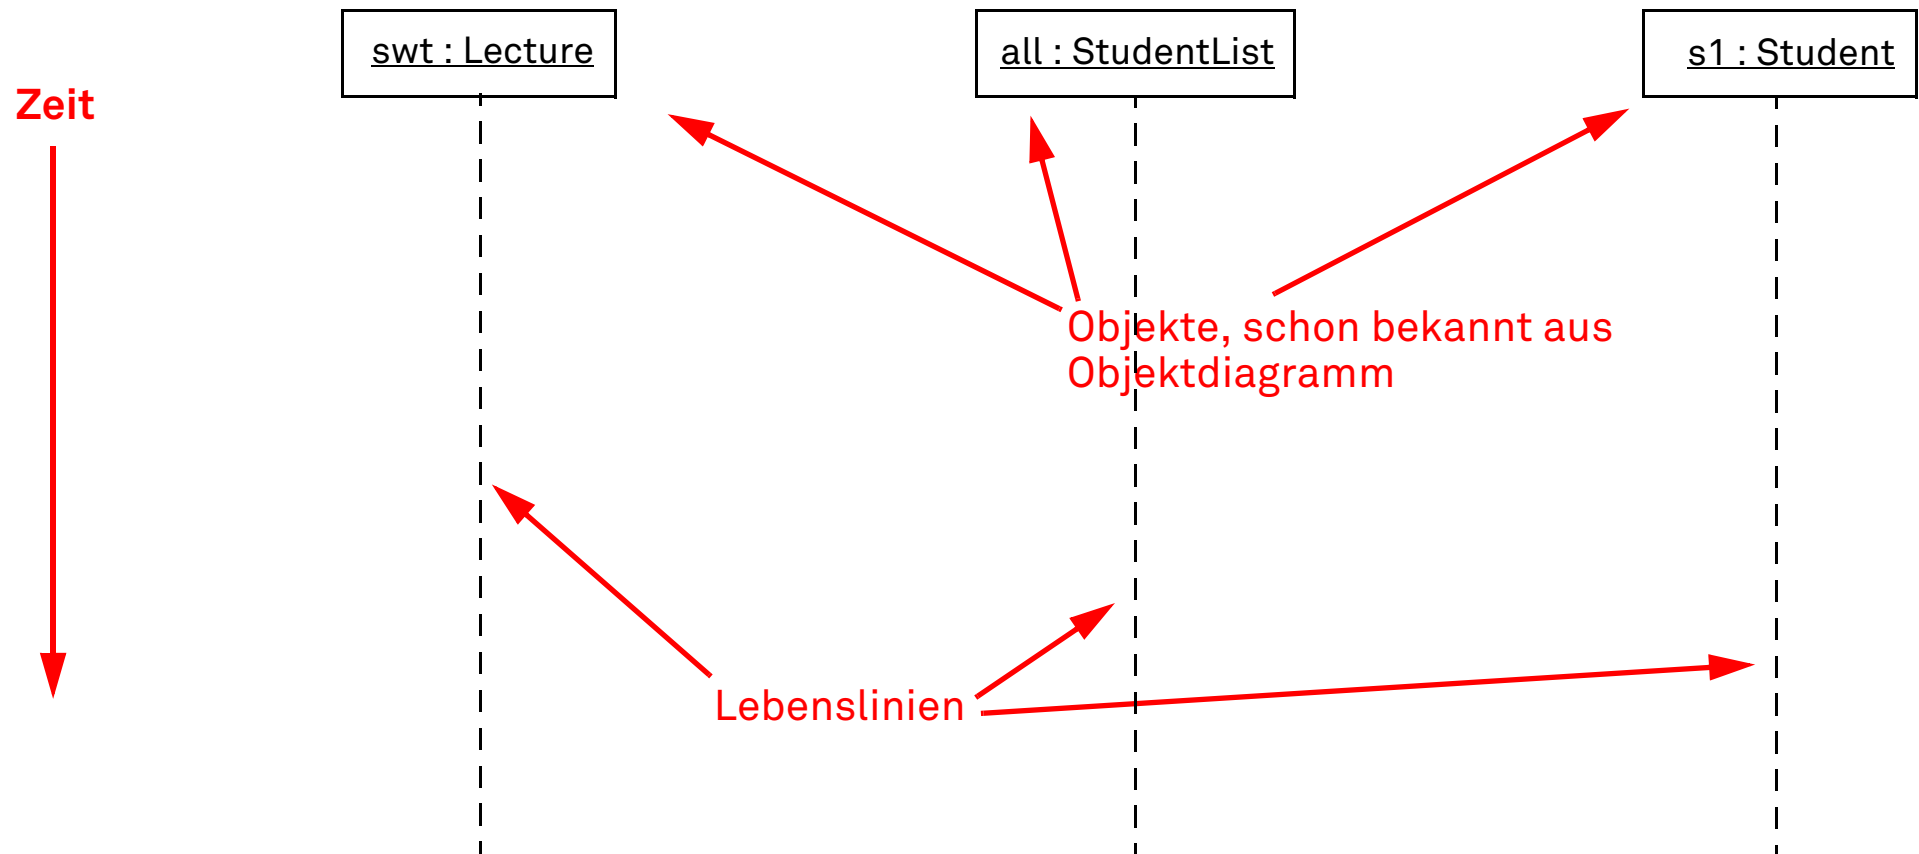 swt : Lecture
all : StudentList
s1 : Student
Zeit
Objekte, schon bekannt aus
Objektdiagramm
Lebenslinien